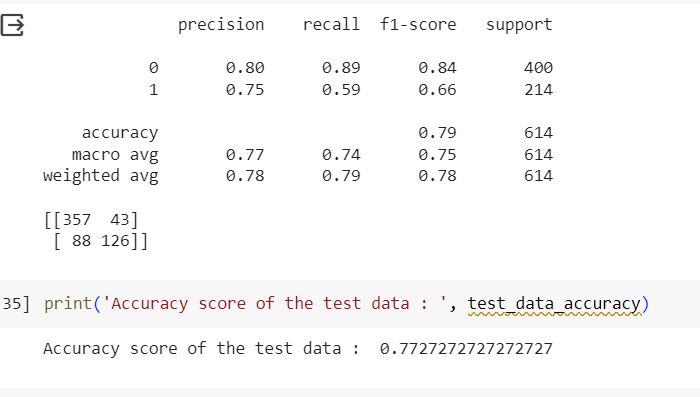 precision recall f1-score support
0 0.80 0.89 0.84 400
1 0.75 0.59 0.66 214
accuracy 0.79 614
macro avg 0.77 0.74 0.75 614
weighted avg 0.78 0.79 0.78 614
[[357 43]
[ 88 126]]
35] print('Accuracy score of the test data : ', test_data_accuracy)
Accuracy score of the test data : 0.7727272727272727